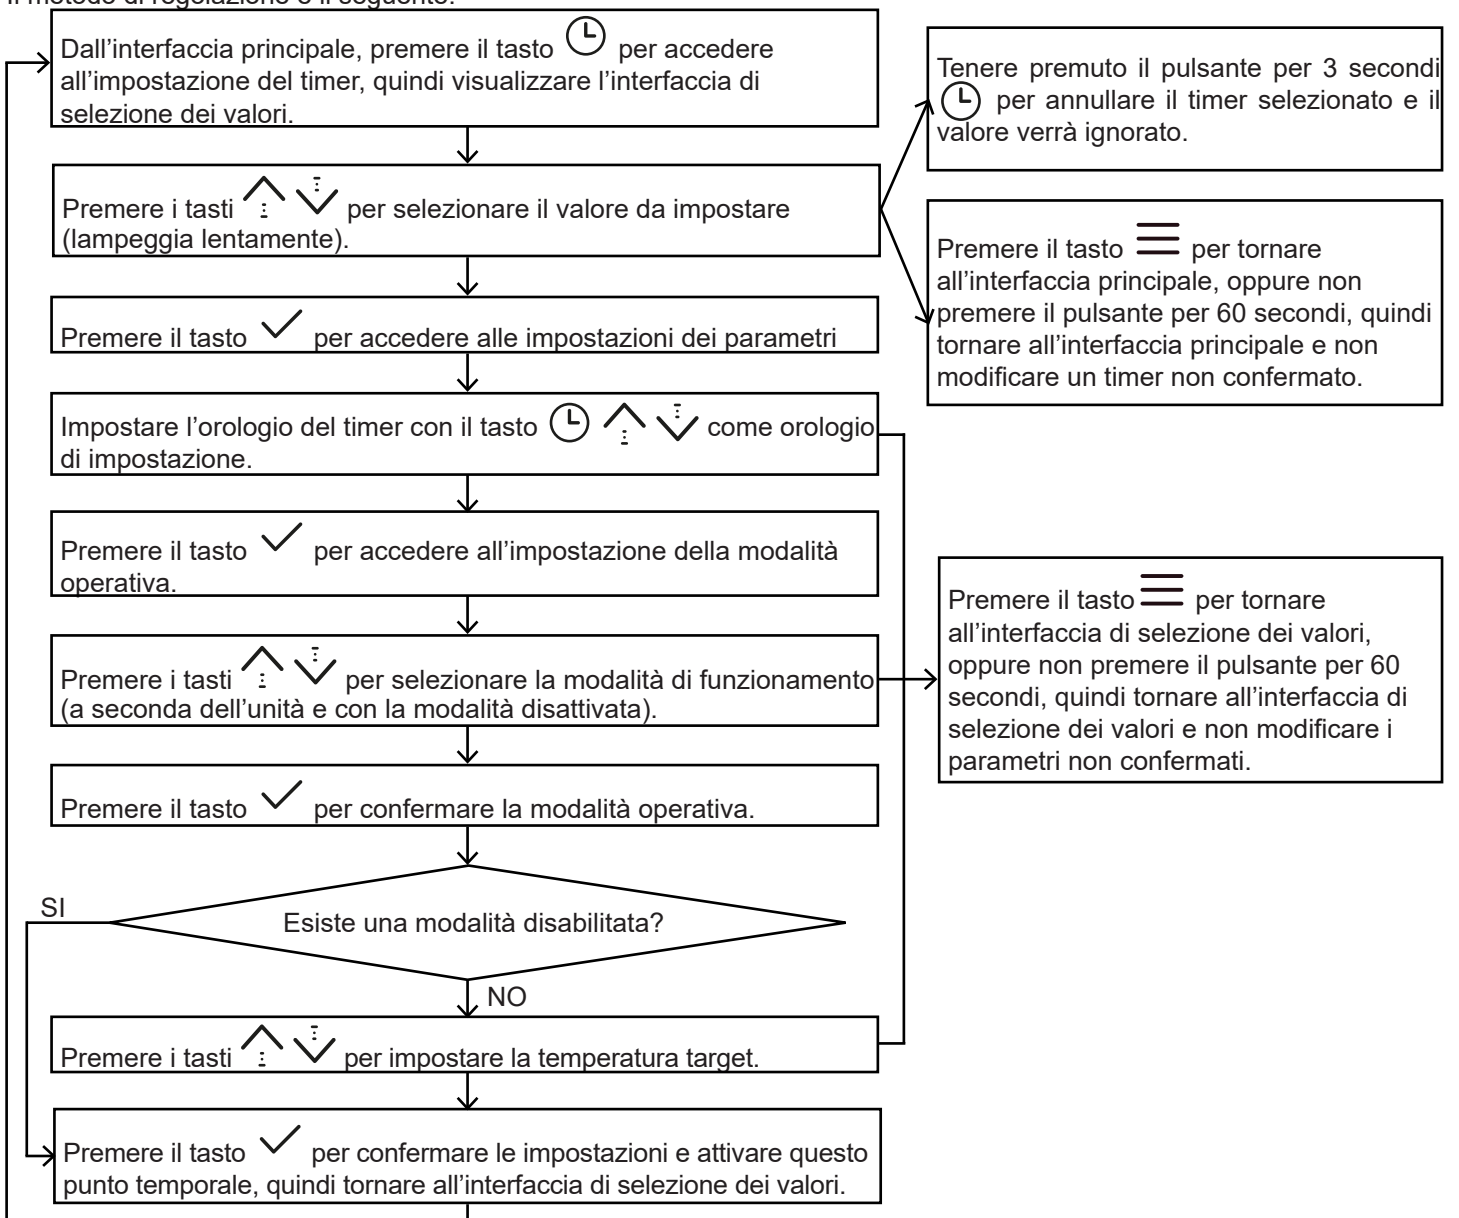 Il metodo di regolazione è il seguente:
Dall'interfaccia principale, premere il tasto per accedere
all'impostazione del timer, quindi visualizzare l'interfaccia di
selezione dei valori.
Tenere premuto il pulsante per 3 secondi
per annullare il timer selezionato e il
valore verrà ignorato.
Premere i tasti per selezionare il valore da impostare
(lampeggia lentamente).
Premere il tasto per tornare
all'interfaccia principale, oppure non
premere il pulsante per 60 secondi, quindi
tornare all'interfaccia principale e non
modificare un timer non confermato.
Premere il tasto per accedere alle impostazioni dei parametri
Impostare l'orologio del timer con il tasto come orologio
di impostazione.
Premere il tasto per accedere all'impostazione della modalità
operativa.
Premere i tasti per selezionare la modalità di funzionamento
(a seconda dell'unità e con la modalità disattivata).
Premere il tasto per tornare
all'interfaccia di selezione dei valori,
oppure non premere il pulsante per 60
secondi, quindi tornare all'interfaccia di
selezione dei valori e non modificare i
parametri non confermati.
Premere il tasto per confermare la modalità operativa.
SI
Esiste una modalità disabilitata?
NO
Premere i tasti per impostare la temperatura target.
Premere il tasto per confermare le impostazioni e attivare questo
punto temporale, quindi tornare all'interfaccia di selezione dei valori.